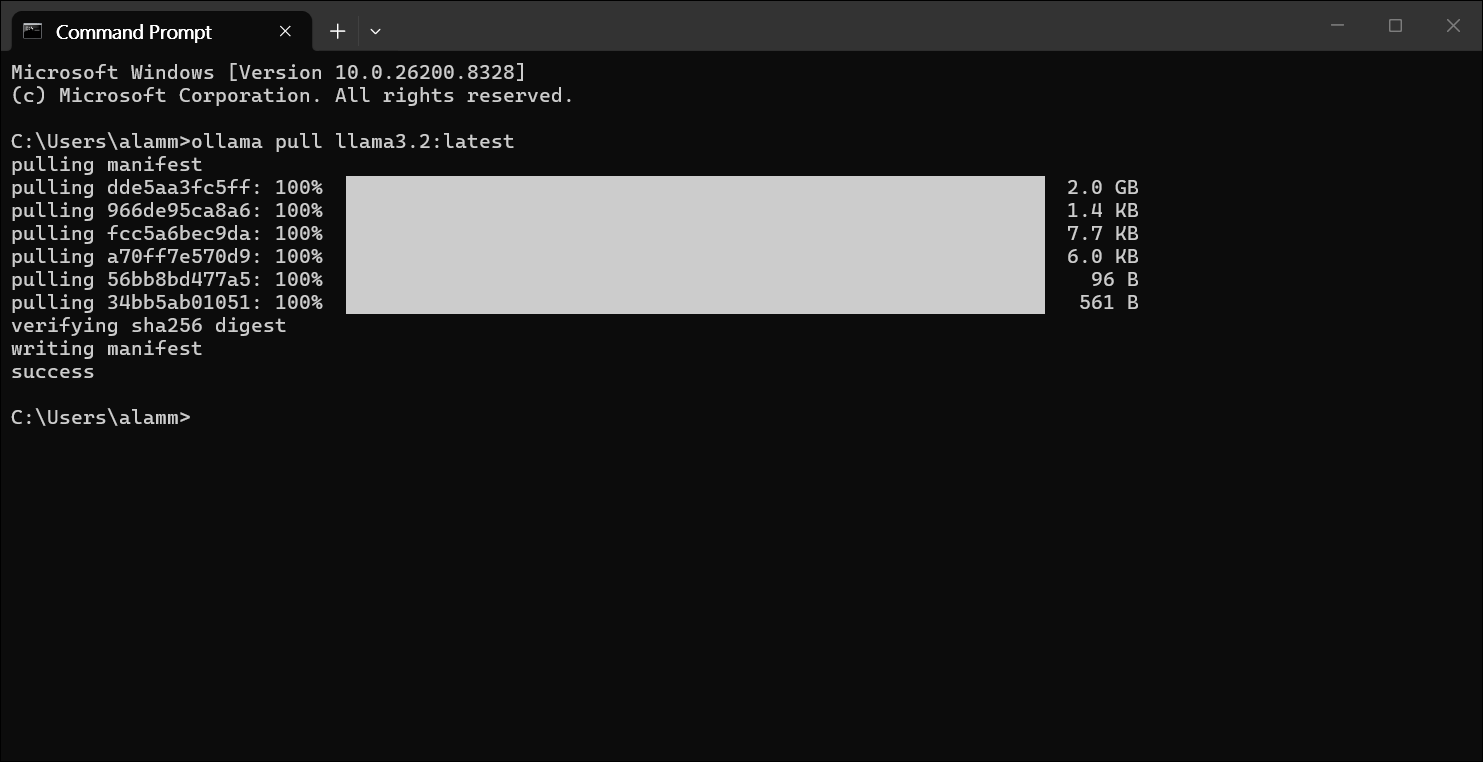 Command Prompt
Microsoft Windows [Version 10.0.26200.8328]
(c) Microsoft Corporation. All rights reserved.
C:\Users\alamm>ollama pull llama3.2:latest
pulling manifest
pulling dde5aa3fc5ff: 100% 2.0 GB
pulling 966de95ca8a6: 100% 1.4 KB
pulling fcc5a6bec9da: 100% 7.7 KB
pulling a70ff7e570d9: 100% 6.0 KB
pulling 56bb8bd477a5: 100% 96 B
pulling 34bb5ab01051: 100% 561 B
verifying sha256 digest
writing manifest
success
C:\Users\alamm>